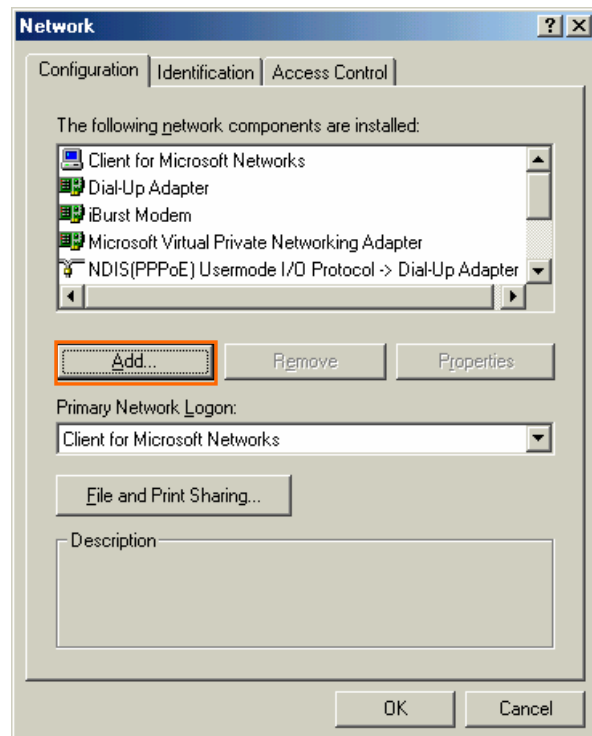 Network
Configuration Identification Access Control
The following network components are installed:
Client for Microsoft Networks
Dial-Up Adapter
iBurst Modem
Microsoft Virtual Private Networking Adapter
NDIS(PPPoE) Usermode I/O Protocol -> Dial-Up Adapter
Add... Remove Properties
Primary Network Logon:
Client for Microsoft Networks
File and Print Sharing...
Description
OK Cancel